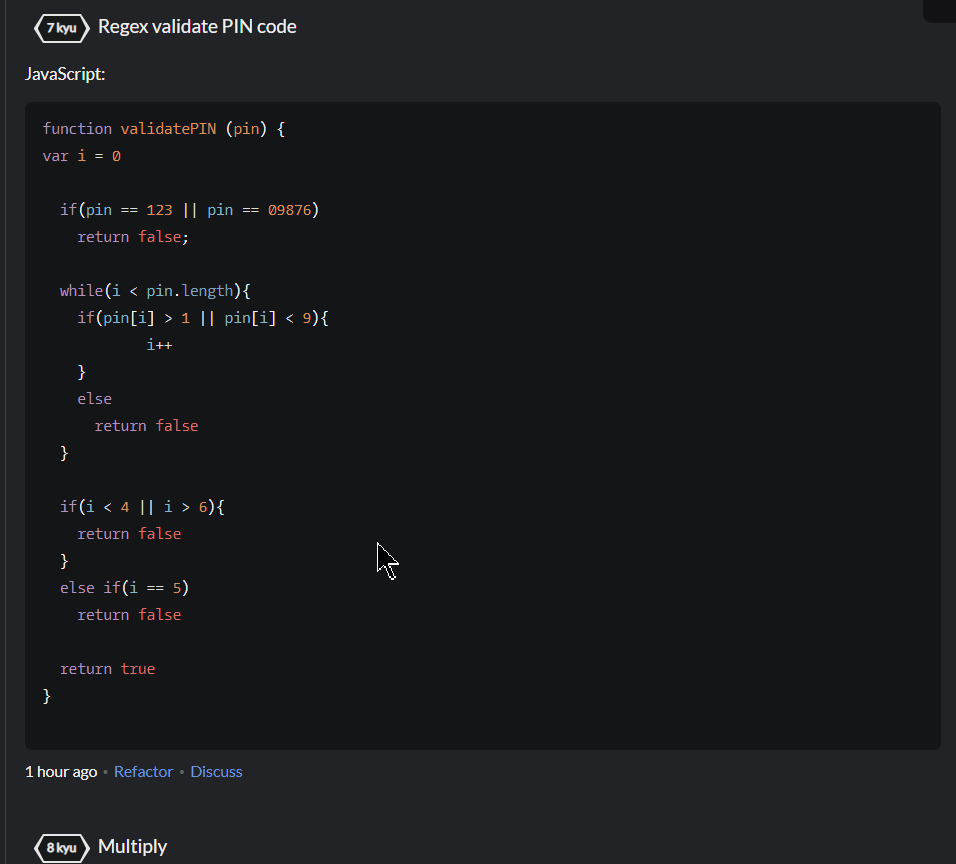 7 kyu Regex validate PIN code
JavaScript:
function validatePIN (pin) {
var i = 0
if(pin == 123 || pin == 09876)
return false;
while(i < pin.length){
if(pin[i] > 1 || pin[i] < 9){
i++
}
else
return false
}
if(i < 4 || i > 6){
return false
}
else if(i == 5)
return false
return true
}
1 hour ago • Refactor • Discuss
8 kyu Multiply